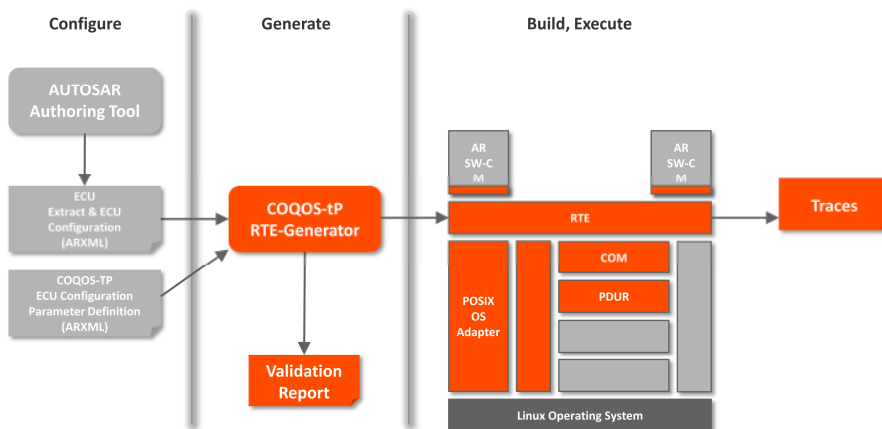 Configure
Generate
Build, Execute
AUTOSAR
Authoring Tool
ECU
Extract & ECU
Configuration
(ARXML)
COQOS-TP
ECU Configuration
Parameter Definition
(ARXML)
COQOS-tP
RTE-Generator
Validation
Report
AR
SW-C
M
AR
SW-C
M
RTE
COM
PDUR
POSIX
OS
Adapter
Linux Operating System
Traces